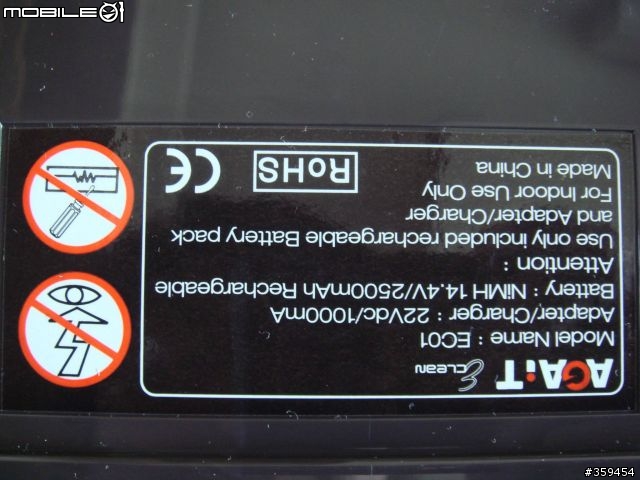 MOBILE01
AGAiT Eclean
Model Name : EC01
Adapter/Charger : 22Vdc/1000mA
Battery : NiMH 14.4V/2500mAh Rechargeable
Attention :
Use only included rechargeable Battery pack
and Adapter/Charger
For Indoor Use Only
Made in China
RoHS CE
#359454